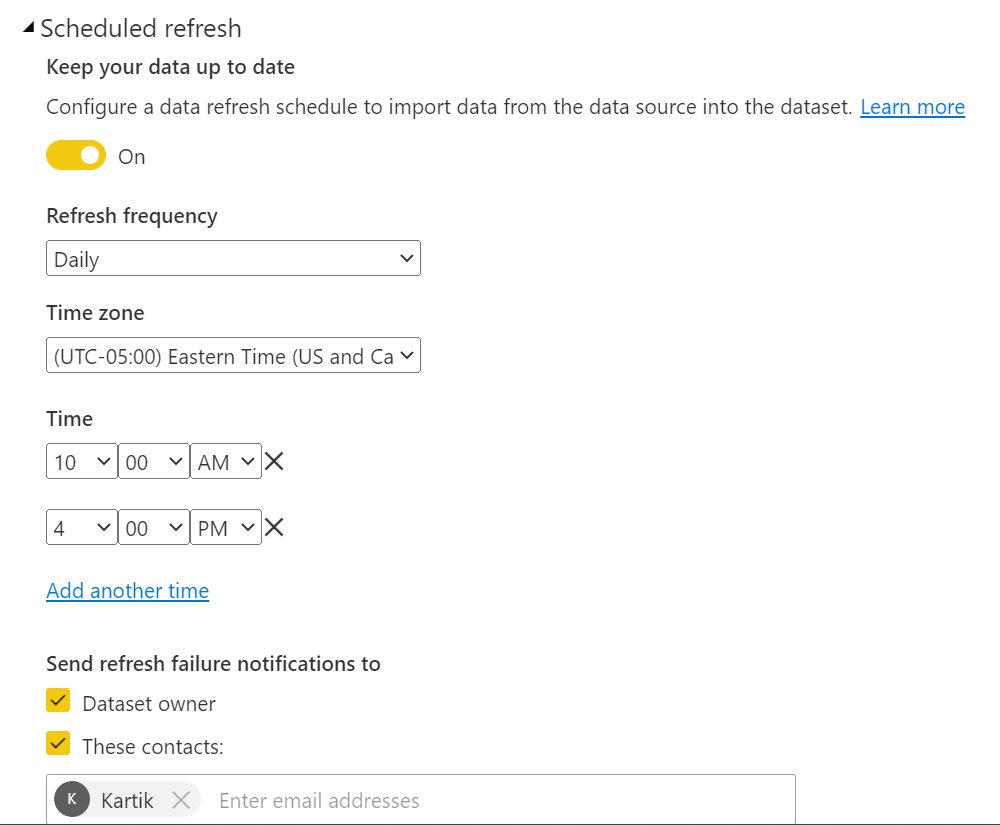 Scheduled refresh
Keep your data up to date
Configure a data refresh schedule to import data from the data source into the dataset. Learn more
On
Refresh frequency
Daily
Time zone
(UTC-05:00) Eastern Time (US and Ca
Time
10 00 AM
4 00 PM
Add another time
Send refresh failure notifications to
Dataset owner
These contacts:
K Kartik Enter email addresses